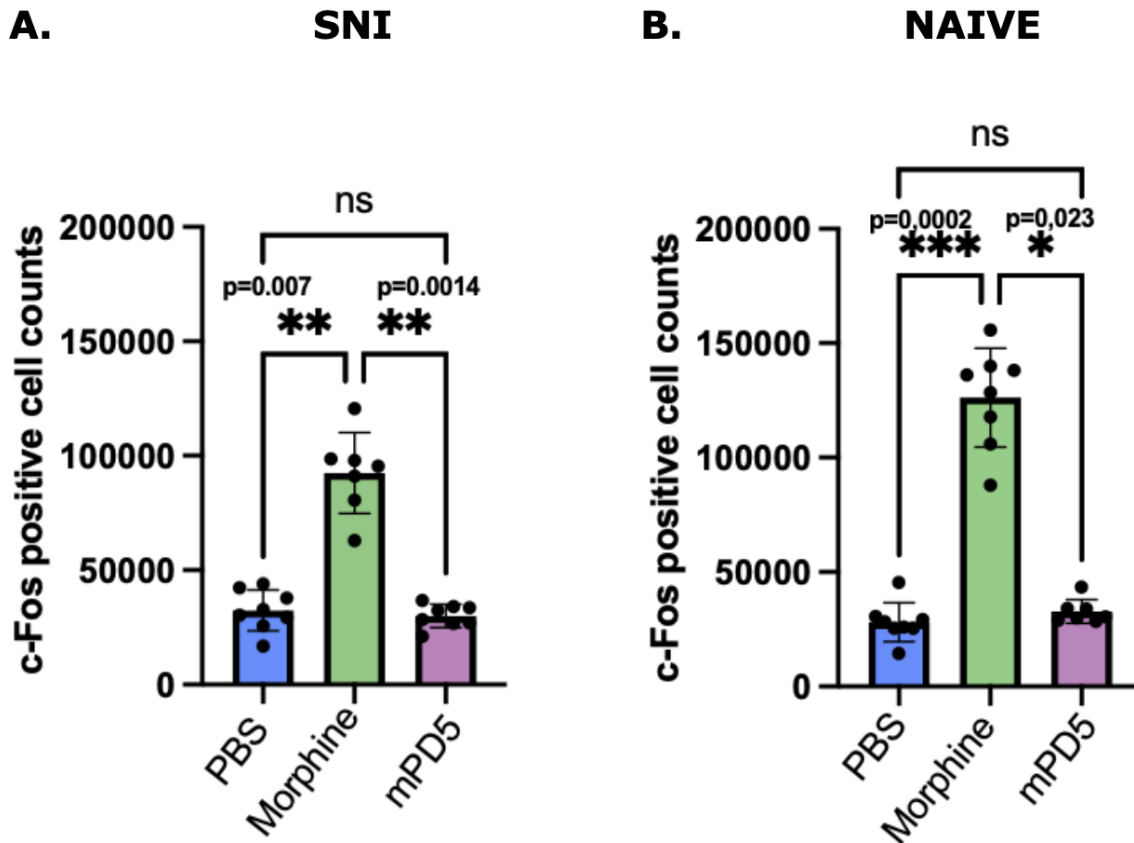 A. SNI
ns
p=0.007 p=0.0014
** **
c-Fos positive cell counts
200000
150000
100000
50000
0
PBS
Morphine
mPD5
B. NAIVE
ns
p=0,0002 p=0,023
*** *
c-Fos positive cell counts
200000
150000
100000
50000
0
PBS
Morphine
mPD5